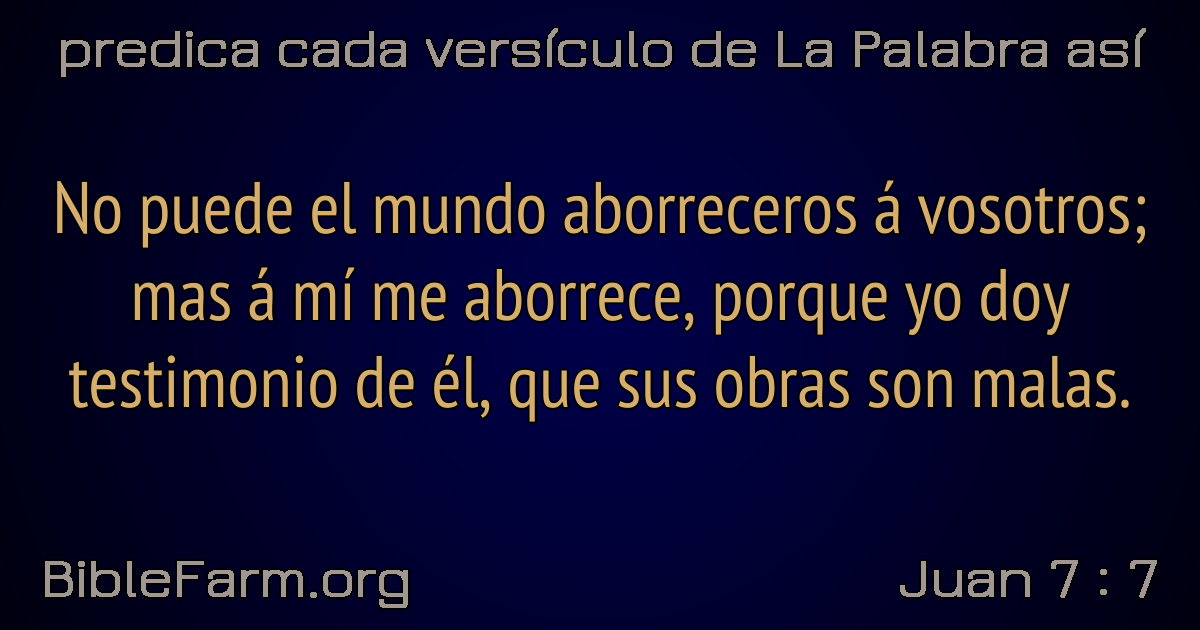 predica cada versículo de La Palabra así
No puede el mundo aborreceros á vosotros;
mas á mí me aborrece, porque yo doy
testimonio de él, que sus obras son malas.
BibleFarm.org
Juan 7 : 7